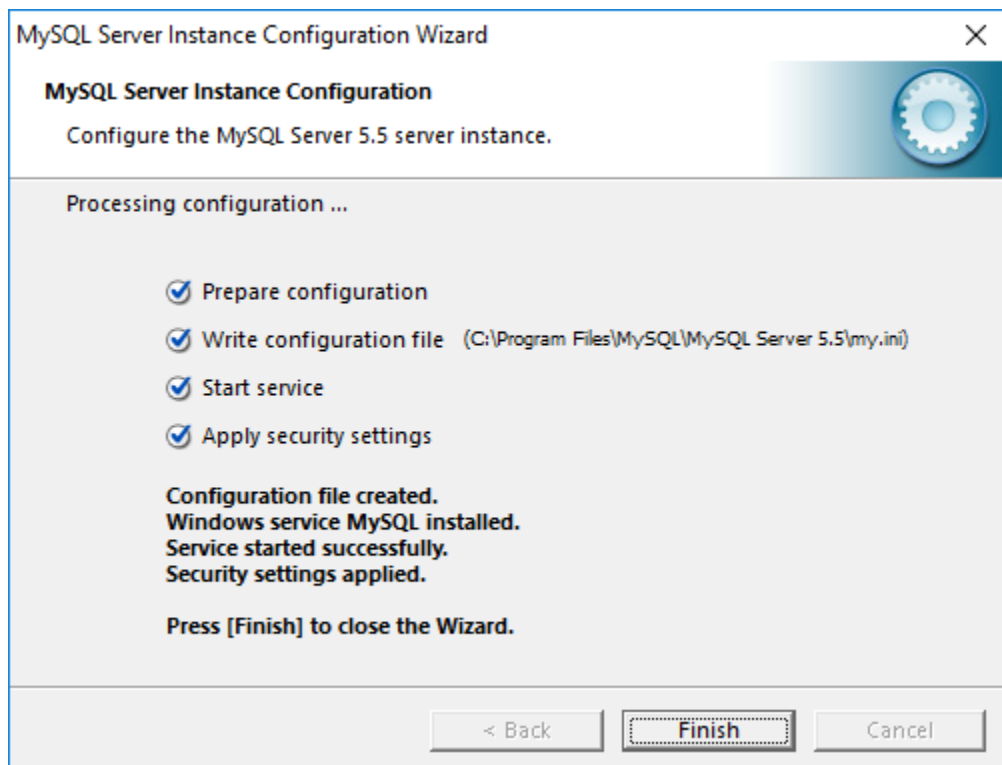 MySQL Server Instance Configuration Wizard
MySQL Server Instance Configuration
Configure the MySQL Server 5.5 server instance.
Processing configuration ...
Prepare configuration
Write configuration file (C:\Program Files\MySQL\MySQL Server 5.5\my.ini)
Start service
Apply security settings
Configuration file created.
Windows service MySQL installed.
Service started successfully.
Security settings applied.
Press [Finish] to close the Wizard.
< Back Finish Cancel